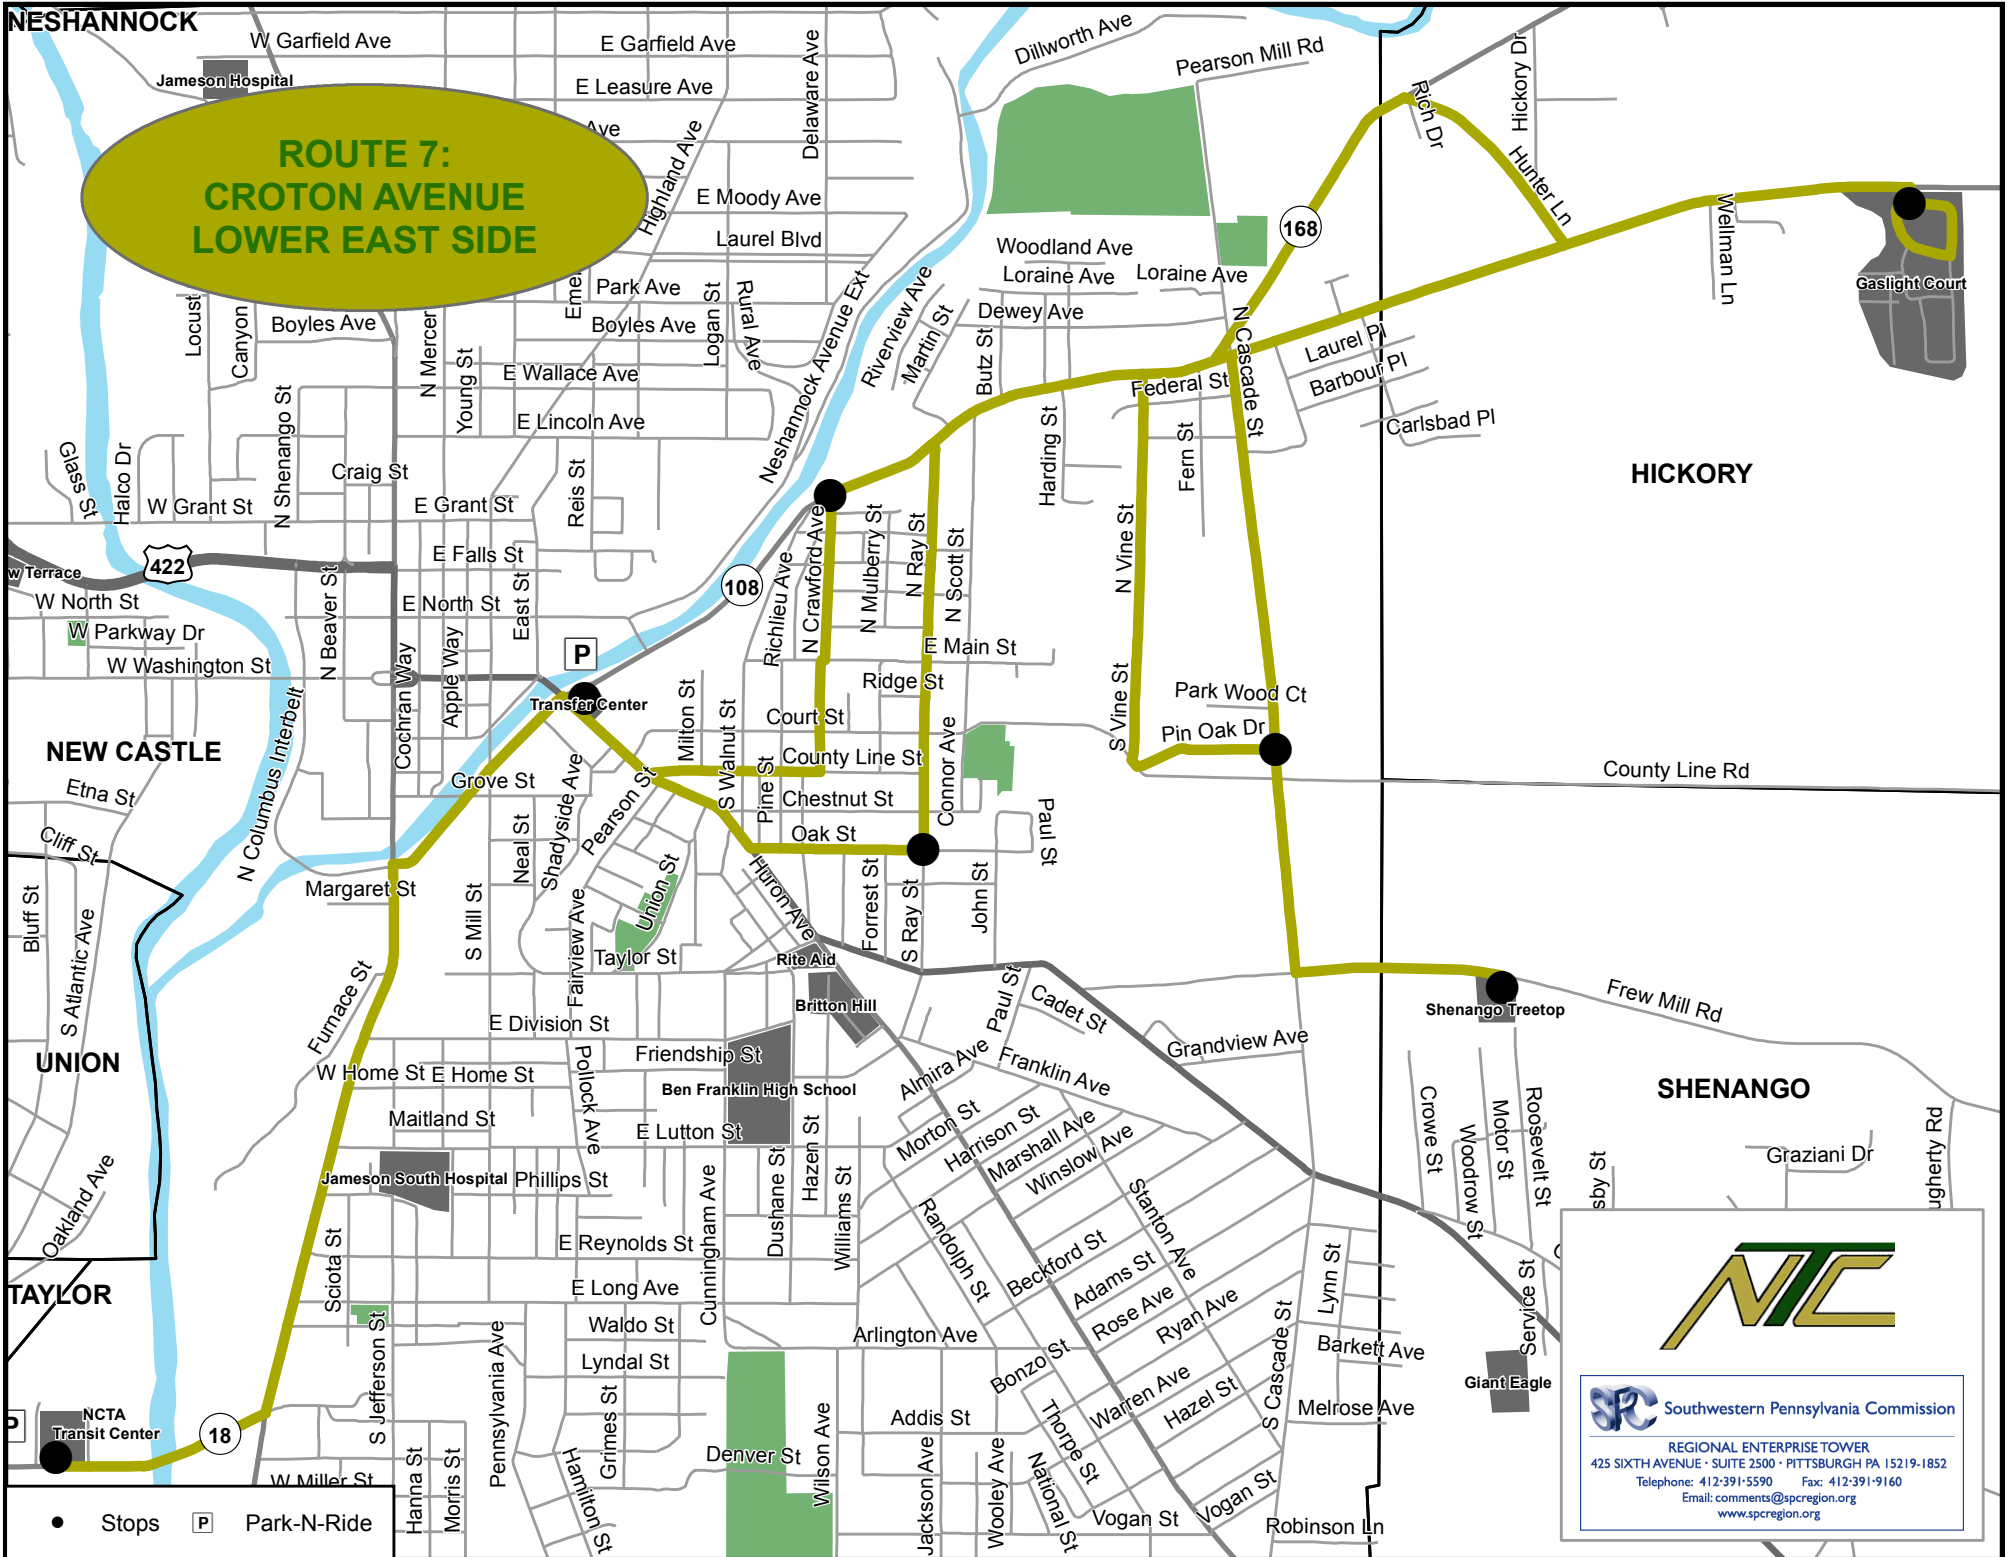 NESHANNOCK
W Garfield Ave
E Garfield Ave
Delaware Ave
Dillworth Ave
Pearson Mill Rd
Hickory Dr
Jameson Hospital
E Leasure Ave
Rich Dr
Ave
Highland Ave
ROUTE 7:
CROTON AVENUE
LOWER EAST SIDE
E Moody Ave
Laurel Blvd
Hunter Ln
Wellman Ln
168
Woodland Ave
Loraine Ave
Loraine Ave
Gaslight Court
Park Ave
Logan St
Rural Ave
Neshannock Avenue Ext
Riverview Ave
Martin St
Dewey Ave
Butz St
N Cascade St
Locust
Canyon
Boyles Ave
N Mercer
Boyles Ave
Laurel Pl
Barbour Pl
Young St
E Wallace Ave
Federal St
N Shenango St
E Lincoln Ave
Harding St
Fern St
Carlsbad Pl
Glass St
Halco Dr
Craig St
Reis St
HICKORY
W Grant St
E Grant St
N Crawford Ave
N Mulberry St
N Ray St
N Scott St
N Vine St
422
w Terrace
E Falls St
108
Richlieu Ave
W North St
N Beaver St
E North St
East St
W Parkway Dr
Apple Way
P
E Main St
W Washington St
Cochran Way
Ridge St
S Vine St
Park Wood Ct
Transfer Center
Milton St
S Walnut St
Court St
Connor Ave
Pin Oak Dr
N Columbus Interbelt
NEW CASTLE
County Line St
County Line Rd
Etna St
Grove St
Shadyside Ave
Pearson St
Pine St
Chestnut St
Cliff St
Neal St
Oak St
Paul St
Margaret St
Union St
Huron Ave
Forrest St
S Ray St
John St
Bluff St
S Atlantic Ave
S Mill St
Fairview Ave
Taylor St
Rite Aid
Furnace St
Britton Hill
Paul St
Cadet St
Shenango Treetop
Frew Mill Rd
E Division St
Grandview Ave
UNION
Friendship St
Pollock Ave
W Home St
E Home St
Ben Franklin High School
Almira Ave
Franklin Ave
SHENANGO
Maitland St
E Lutton St
Hazen St
Morton St
Harrison St
Marshall Ave
Winslow Ave
Crowe St
Woodrow St
Motor St
Roosevelt St
Graziani Dr
sby St
ugherty Rd
Oakland Ave
Jameson South Hospital
Phillips St
Cunningham Ave
Dushane St
Williams St
Randolph St
Stanton Ave
Sciota St
E Reynolds St
Beckford St
TAYLOR
E Long Ave
Adams St
Lynn St
Service St
Waldo St
Arlington Ave
Rose Ave
Ryan Ave
Barkett Ave
S Jefferson St
Pennsylvania Ave
Lyndal St
Bonzo St
S Cascade St
Giant Eagle
NCTA
Transit Center
18
Grimes St
Denver St
Wilson Ave
Addis St
Thorpe St
Warren Ave
Hazel St
Melrose Ave
W Miller St
Hanna St
Morris St
Hamilton St
Jackson Ave
Wooley Ave
National St
Vogan St
Vogan St
Robinson Ln
Stops
P
Park-N-Ride
NTC
SPC
Southwestern Pennsylvania Commission
REGIONAL ENTERPRISE TOWER
425 SIXTH AVENUE • SUITE 2500 • PITTSBURGH PA 15219-1852
Telephone: 412•391•5590 Fax: 412•391•9160
Email: comments@spcregion.org
www.spcregion.org